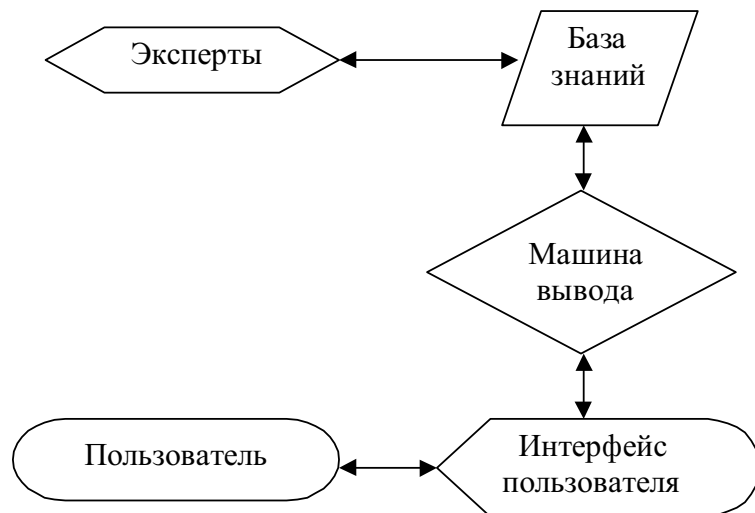 Эксперты
База
знаний
Машина
вывода
Пользователь
Интерфейс
пользователя